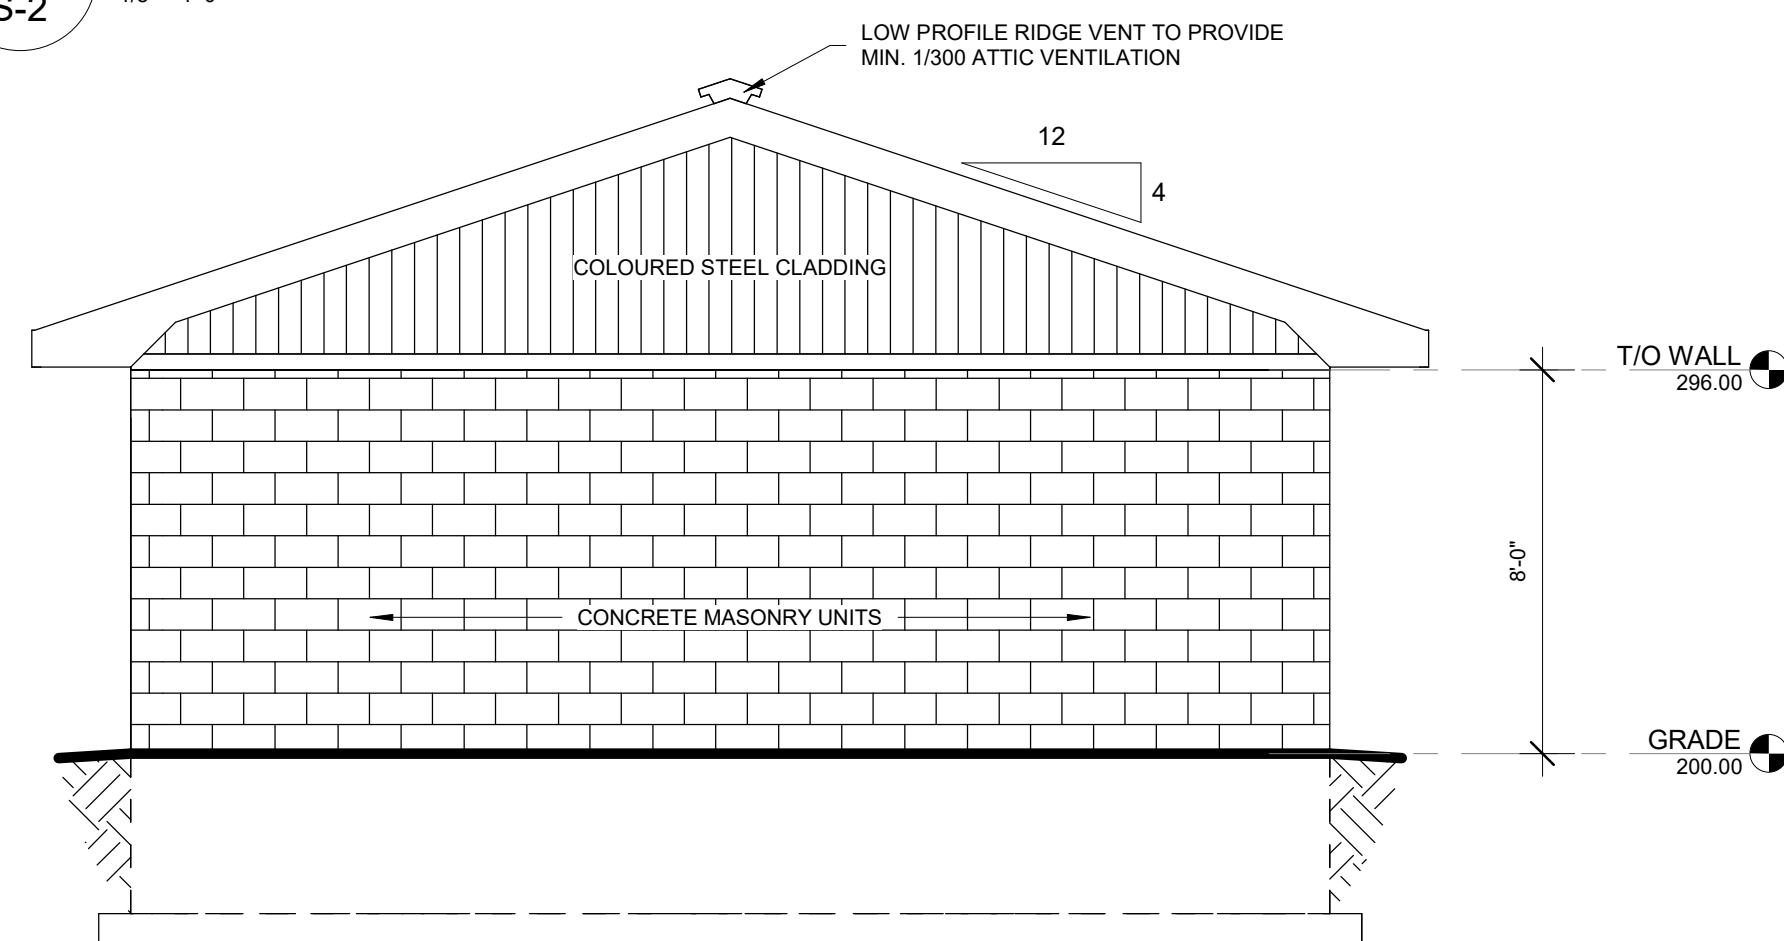 S-2
LOW PROFILE RIDGE VENT TO PROVIDE
MIN. 1/300 ATTIC VENTILATION
12
4
COLOURED STEEL CLADDING
T/O WALL
296.00
8'-0"
CONCRETE MASONRY UNITS
GRADE
200.00